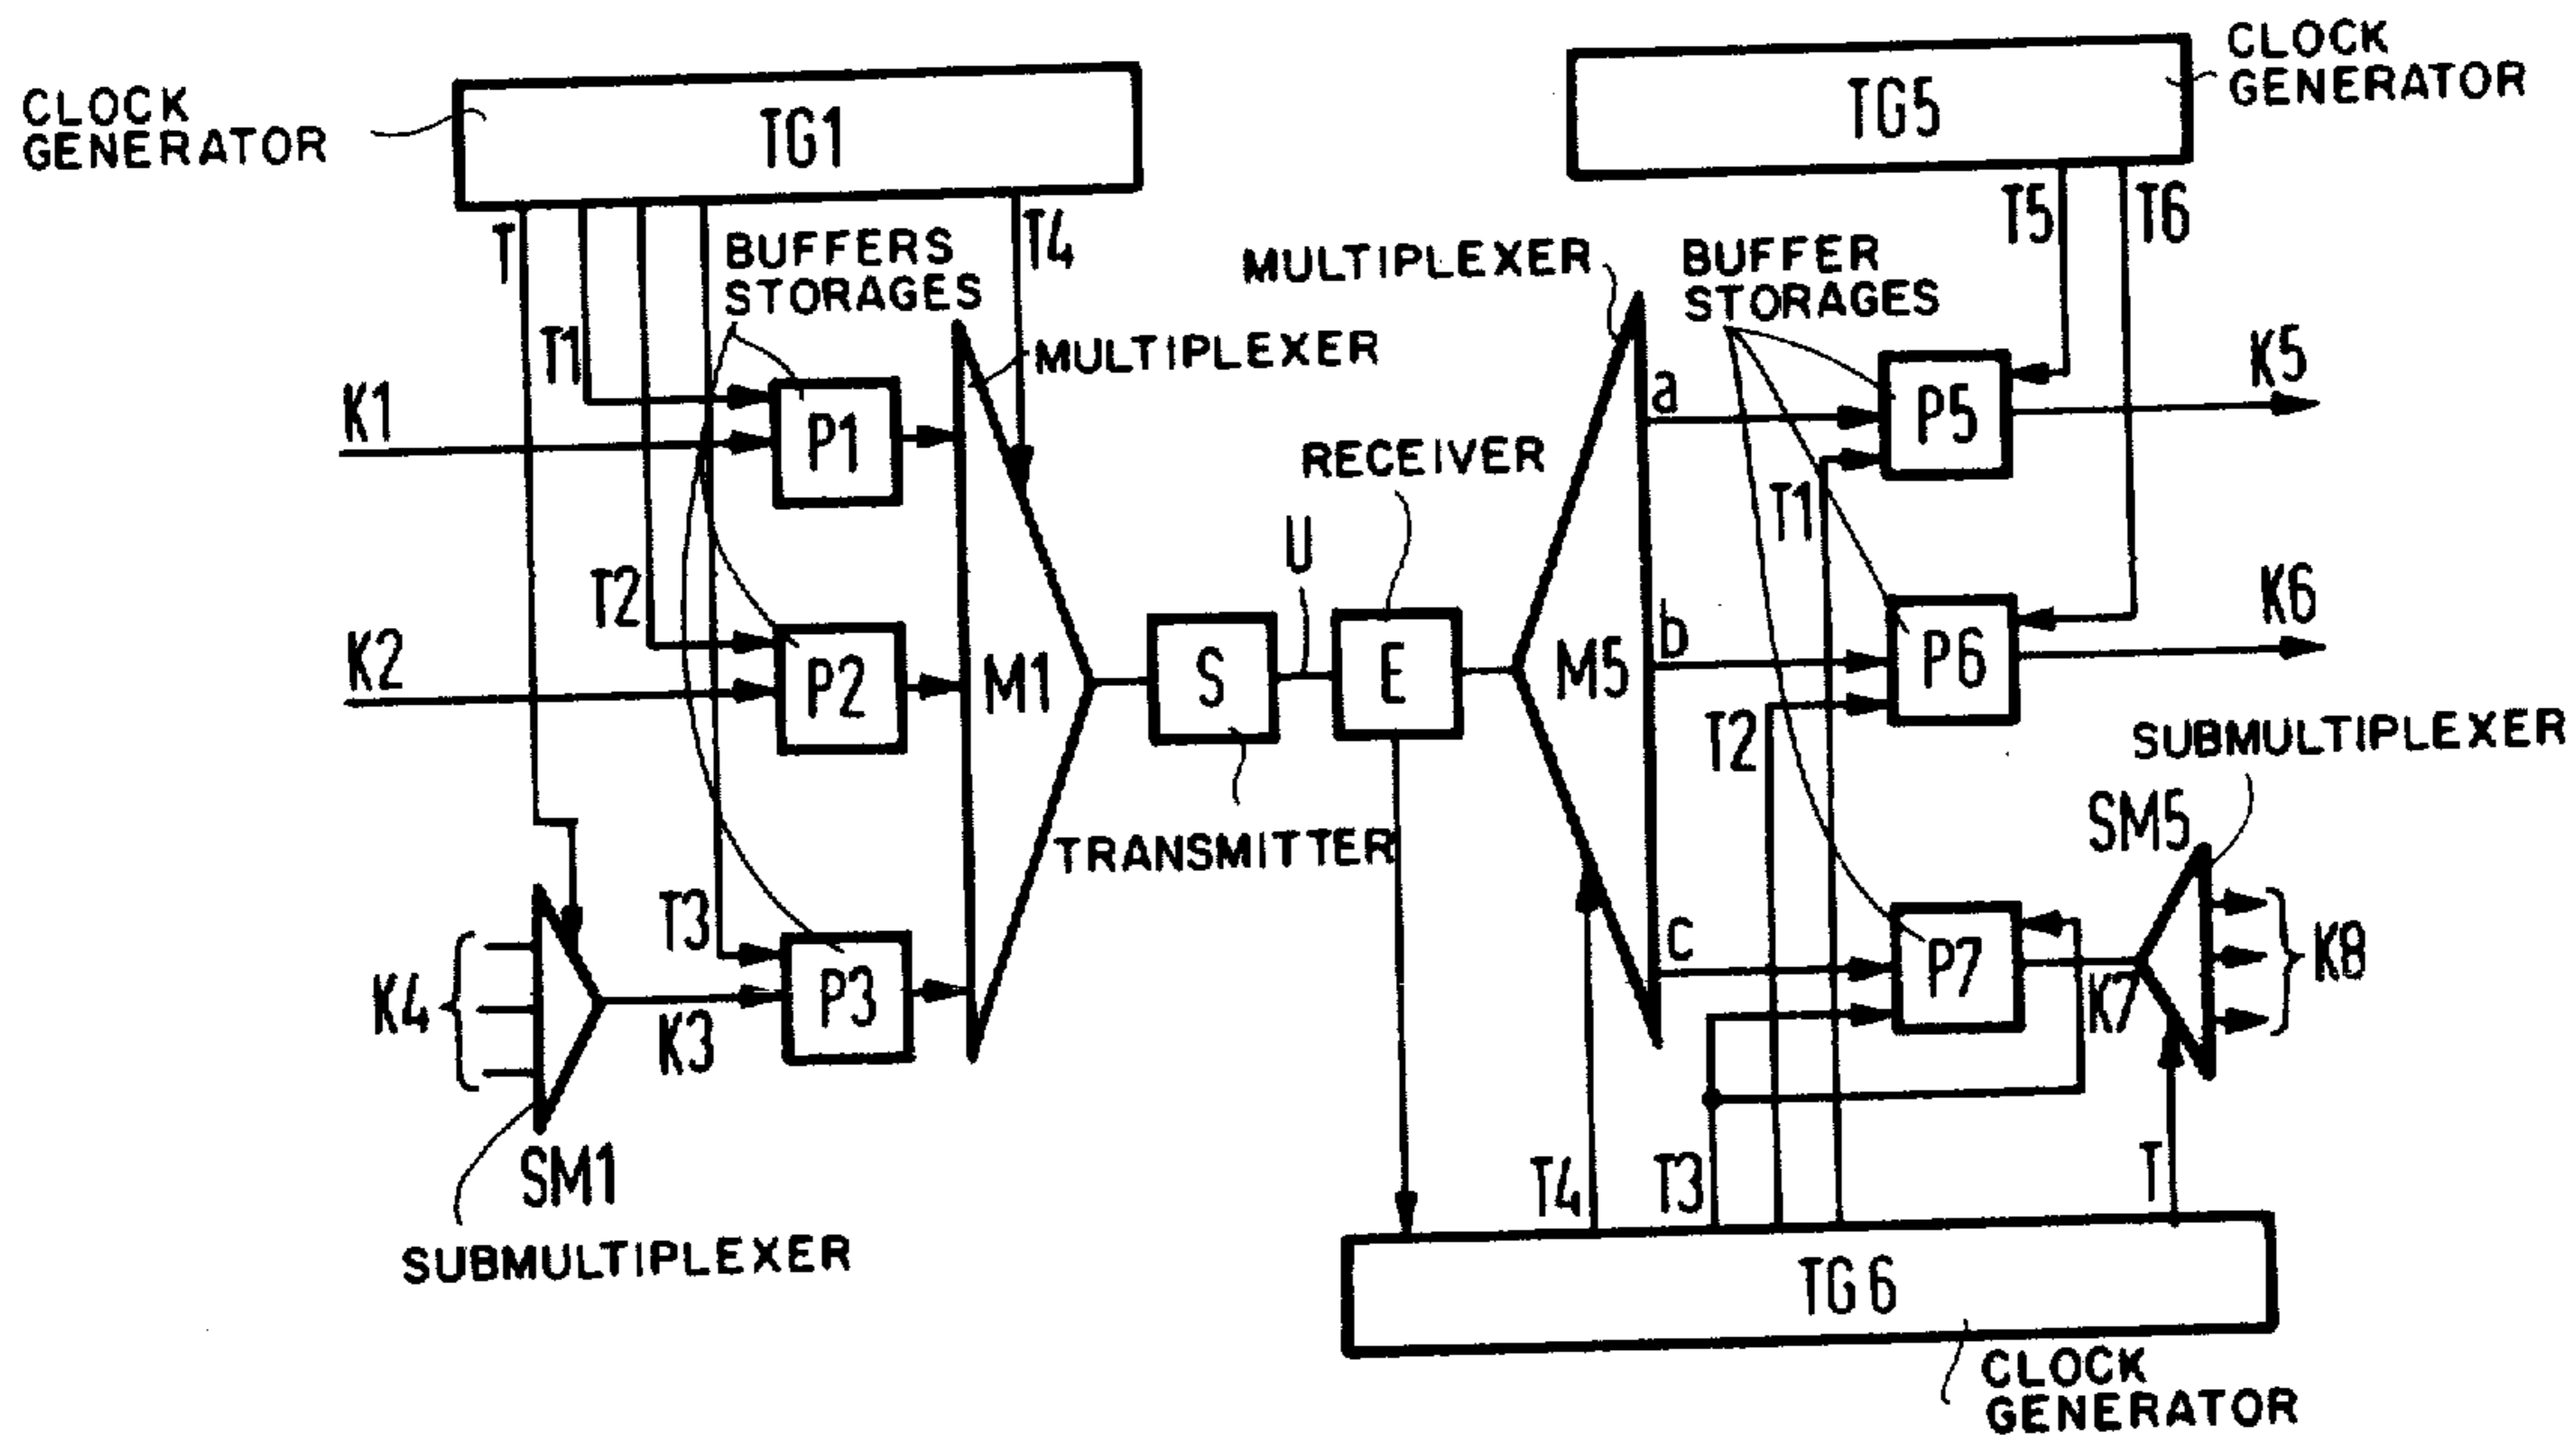 CLOCK
GENERATOR
TG1
TG5
CLOCK
GENERATOR
T
T1
T2
T3
T4
BUFFERS
STORAGES
MULTIPLEXER
MULTIPLEXER
BUFFER
STORAGES
T5
T6
K1
P1
K2
P2
M1
K4
K3
P3
SM1
SUBMULTIPLEXER
S
TRANSMITTER
U
RECEIVER
E
M5
a
b
c
T1
T2
P5
K5
P6
K6
SUBMULTIPLEXER
SM5
P7
K7
K8
T4
T3
T
TG6
CLOCK
GENERATOR